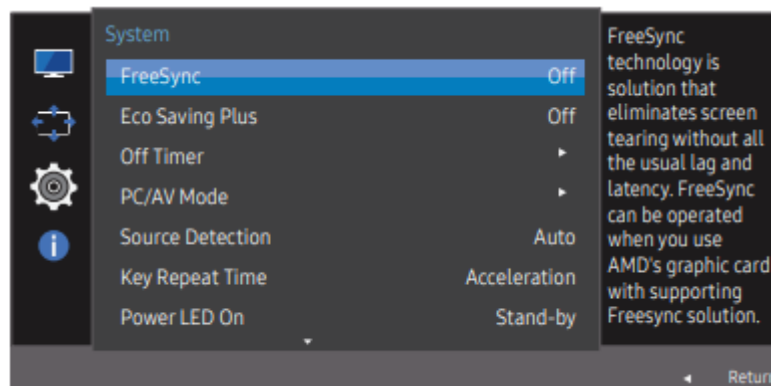 System
FreeSync Off
Eco Saving Plus Off
Off Timer
PC/AV Mode
Source Detection Auto
Key Repeat Time Acceleration
Power LED On Stand-by
FreeSync
technology is
solution that
eliminates screen
tearing without all
the usual lag and
latency. FreeSync
can be operated
when you use
AMD's graphic card
with supporting
Freesync solution.
Return